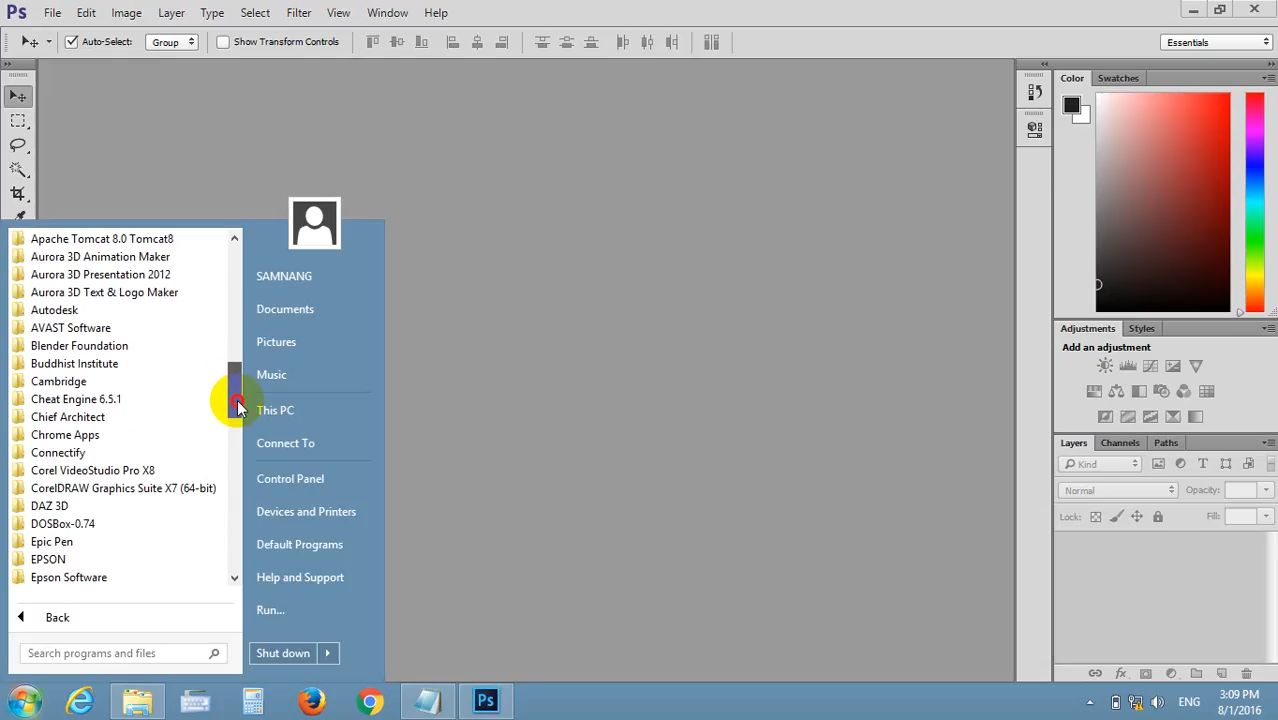 Ps File Edit Image Layer Type Select Filter 3D View Window Help
Auto-Select: Group Show Transform Controls Essentials
Color Swatches
Apache Tomcat 8.0 Tomcat8
Aurora 3D Animation Maker
Aurora 3D Presentation 2012
Aurora 3D Text & Logo Maker
Autodesk
AVAST Software
Blender Foundation
Buddhist Institute
Cambridge
Cheat Engine 6.5.1
Chief Architect
Chrome Apps
Connectify
Corel VideoStudio Pro X8
CorelDRAW Graphics Suite X7 (64-bit)
DAZ 3D
DOSBox-0.74
Epic Pen
EPSON
Epson Software
Back
Search programs and files
SAMNANG
Documents
Pictures
Music
This PC
Connect To
Control Panel
Devices and Printers
Default Programs
Help and Support
Run...
Shut down
Adjustments Styles
Add an adjustment
Layers Channels Paths
Kind
Normal Opacity:
Lock: Fill:
Ps
ENG
3:09 PM
8/1/2016